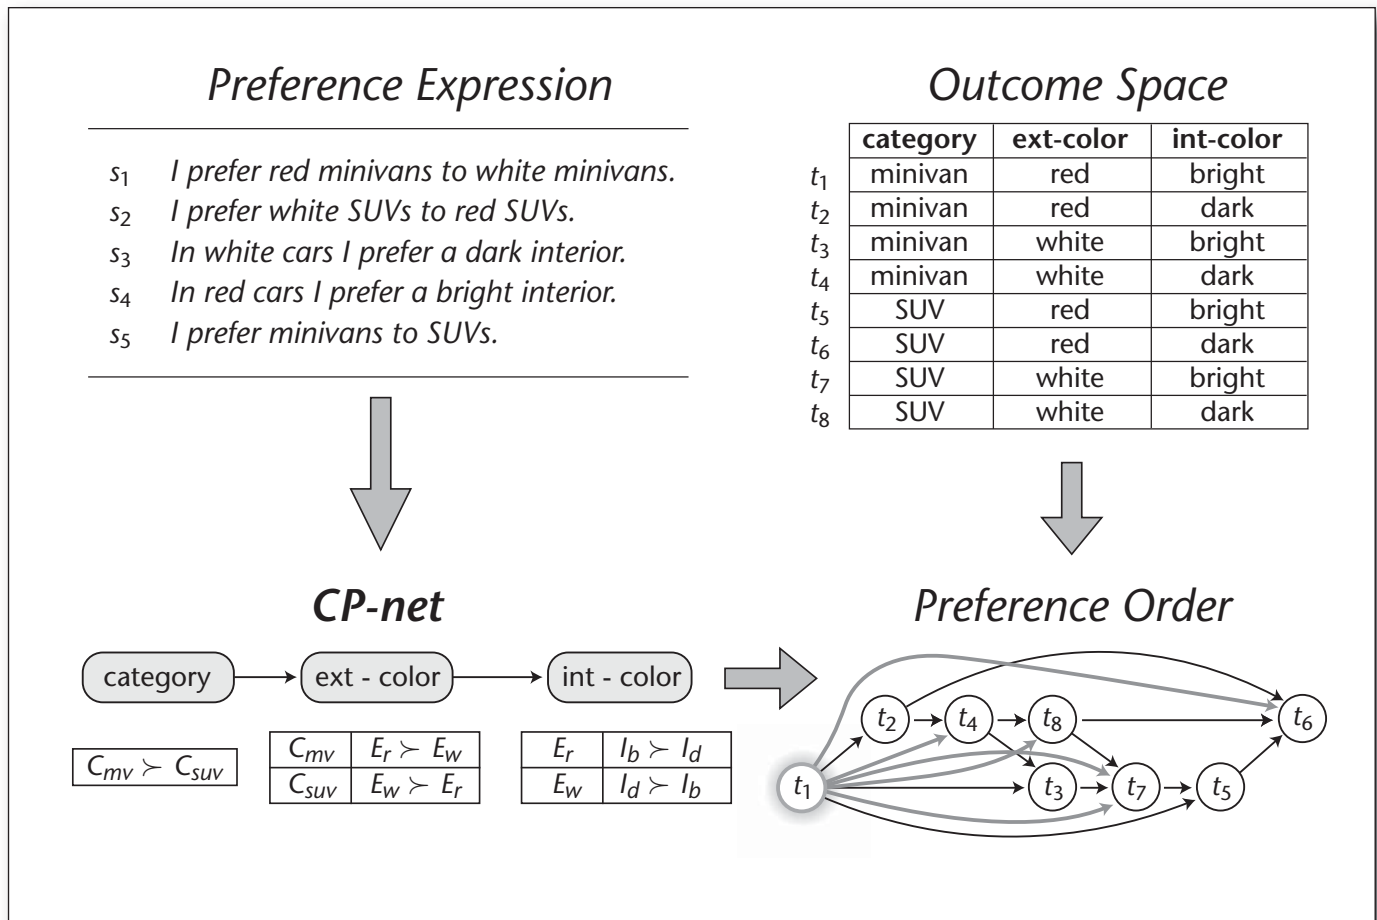 Preference Expression
s1 I prefer red minivans to white minivans.
s2 I prefer white SUVs to red SUVs.
s3 In white cars I prefer a dark interior.
s4 In red cars I prefer a bright interior.
s5 I prefer minivans to SUVs.
Outcome Space
category ext-color int-color
t1 minivan red bright
t2 minivan red dark
t3 minivan white bright
t4 minivan white dark
t5 SUV red bright
t6 SUV red dark
t7 SUV white bright
t8 SUV white dark
CP-net
category ext - color int - color
Cmv ≻ Csuv
Cmv Er ≻ Ew
Csuv Ew ≻ Er
Er Ib ≻ Id
Ew Id ≻ Ib
Preference Order
t2 t4 t8 t6
t1 t3 t7 t5